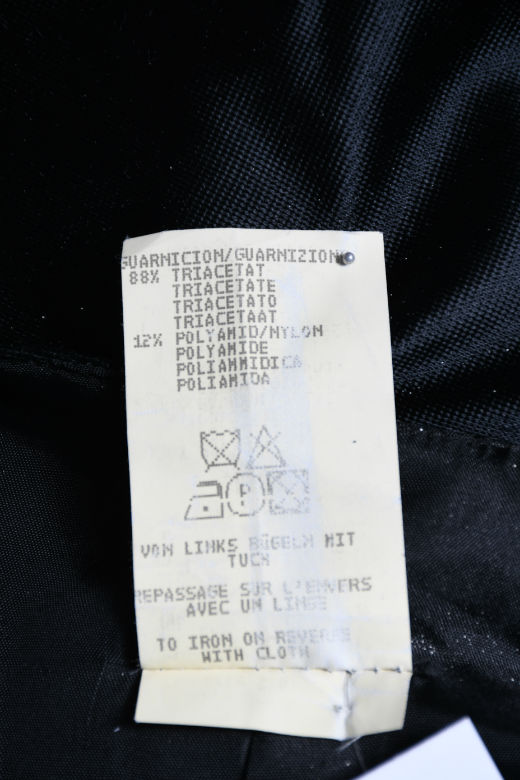 GUARNICION/GUARNIZIONE
88% TRIACETAT
TRIACETATE
TRIACETATO
TRIACETAAT
12% POLYAMID/NYLON
POLYAMIDE
POLIAMMIDICA
POLIAMIDA
P
VON LINKS BÜGELN MIT
TUCH
REPASSAGE SUR L'ENVERS
AVEC UN LINGE
TO IRON ON REVERSE
WITH CLOTH